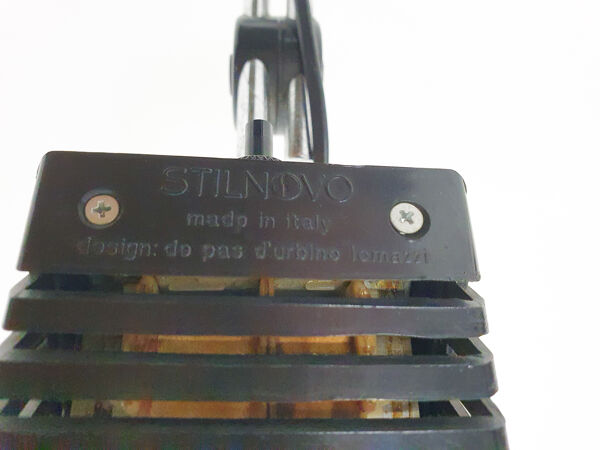 STILNOVO
made in italy
design: de pas d'urbino lomazzi